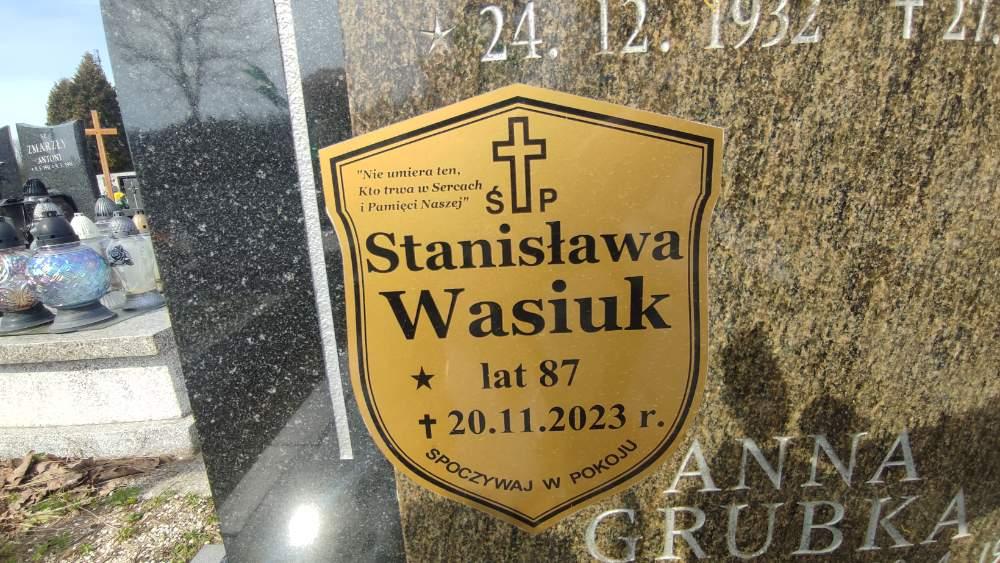 ★ 24. 12. 1932 ✝ 21.
ZMARZŁY
ANTONI
"Nie umiera ten,
Kto trwa w Sercach
i Pamięci Naszej"
Ś P
Stanisława
Wasiuk
★ lat 87
✝ 20.11.2023 r.
SPOCZYWAJ W POKOJU
ANNA
GRUBKA